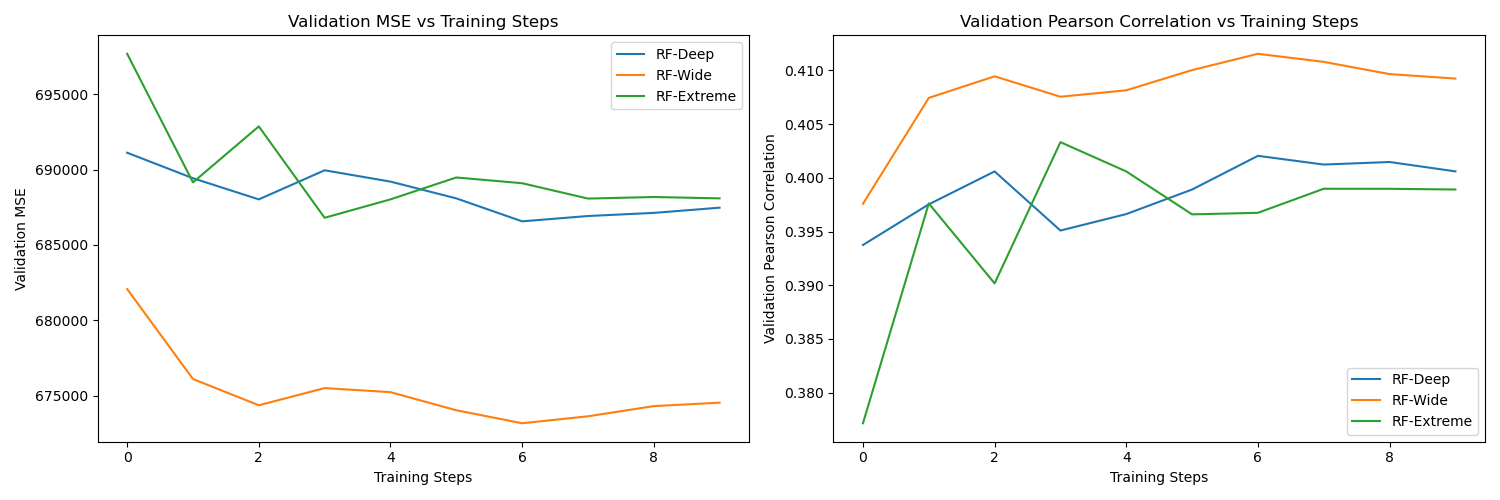 Validation MSE vs Training Steps
Validation MSE
695000
690000
685000
680000
675000
0 2 4 6 8
Training Steps
RF-Deep
RF-Wide
RF-Extreme
Validation Pearson Correlation vs Training Steps
Validation Pearson Correlation
0.410
0.405
0.400
0.395
0.390
0.385
0.380
0 2 4 6 8
Training Steps
RF-Deep
RF-Wide
RF-Extreme